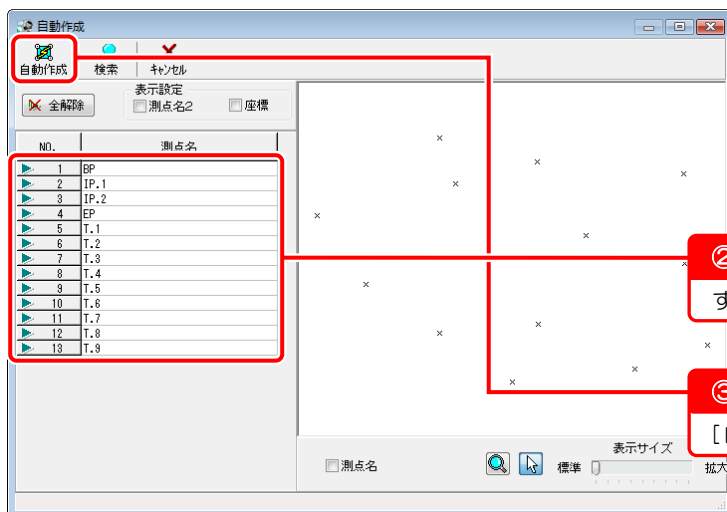 自動作成
自動作成 検索 ｷｬﾝｾﾙ
全解除
表示設定
測点名2 座標
NO. 測点名
1 BP
2 IP.1
3 IP.2
4 EP
5 T.1
6 T.2
7 T.3
8 T.4
9 T.5
10 T.6
11 T.7
12 T.8
13 T.9
②
す
③
[
測点名
表示サイズ
標準 拡大